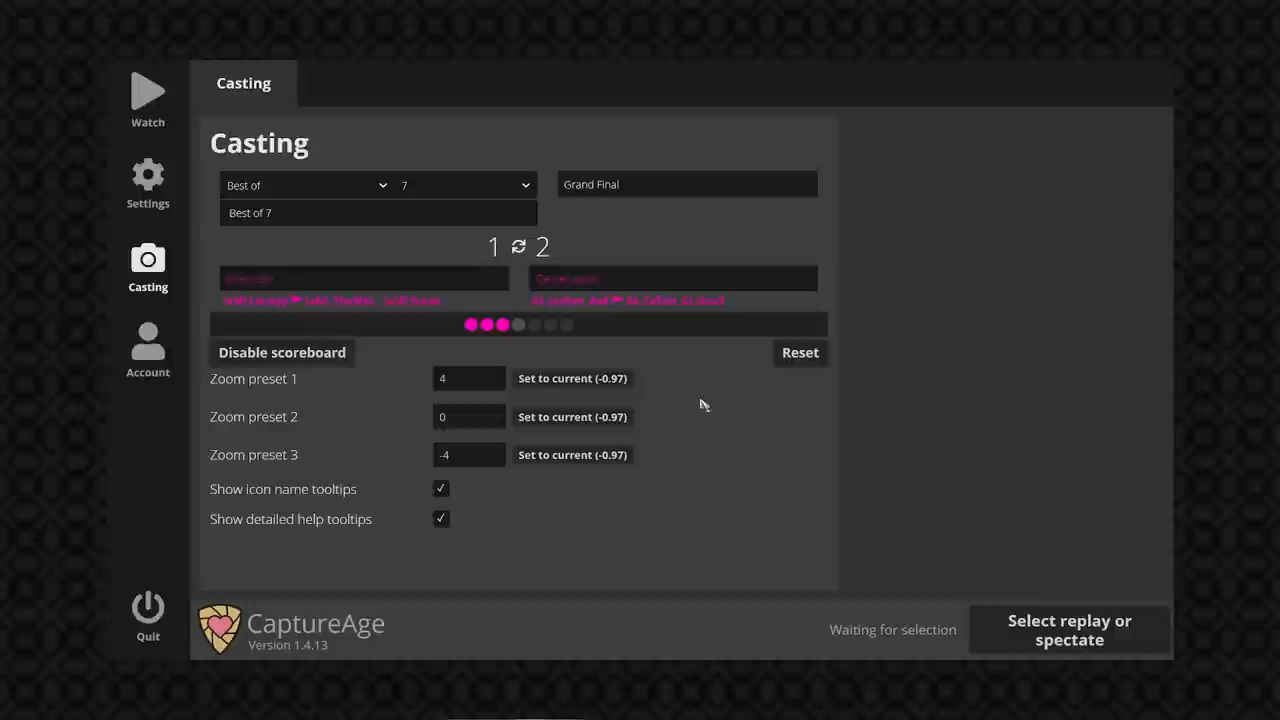 Casting
Watch
Settings
Casting
Account
Quit
Casting
Best of 7 Grand Final
Best of 7
1 2
Disable scoreboard Reset
Zoom preset 1 4 Set to current (-0.97)
Zoom preset 2 0 Set to current (-0.97)
Zoom preset 3 -4 Set to current (-0.97)
Show icon name tooltips
Show detailed help tooltips
CaptureAge
Version 1.4.13
Waiting for selection
Select replay or
spectate